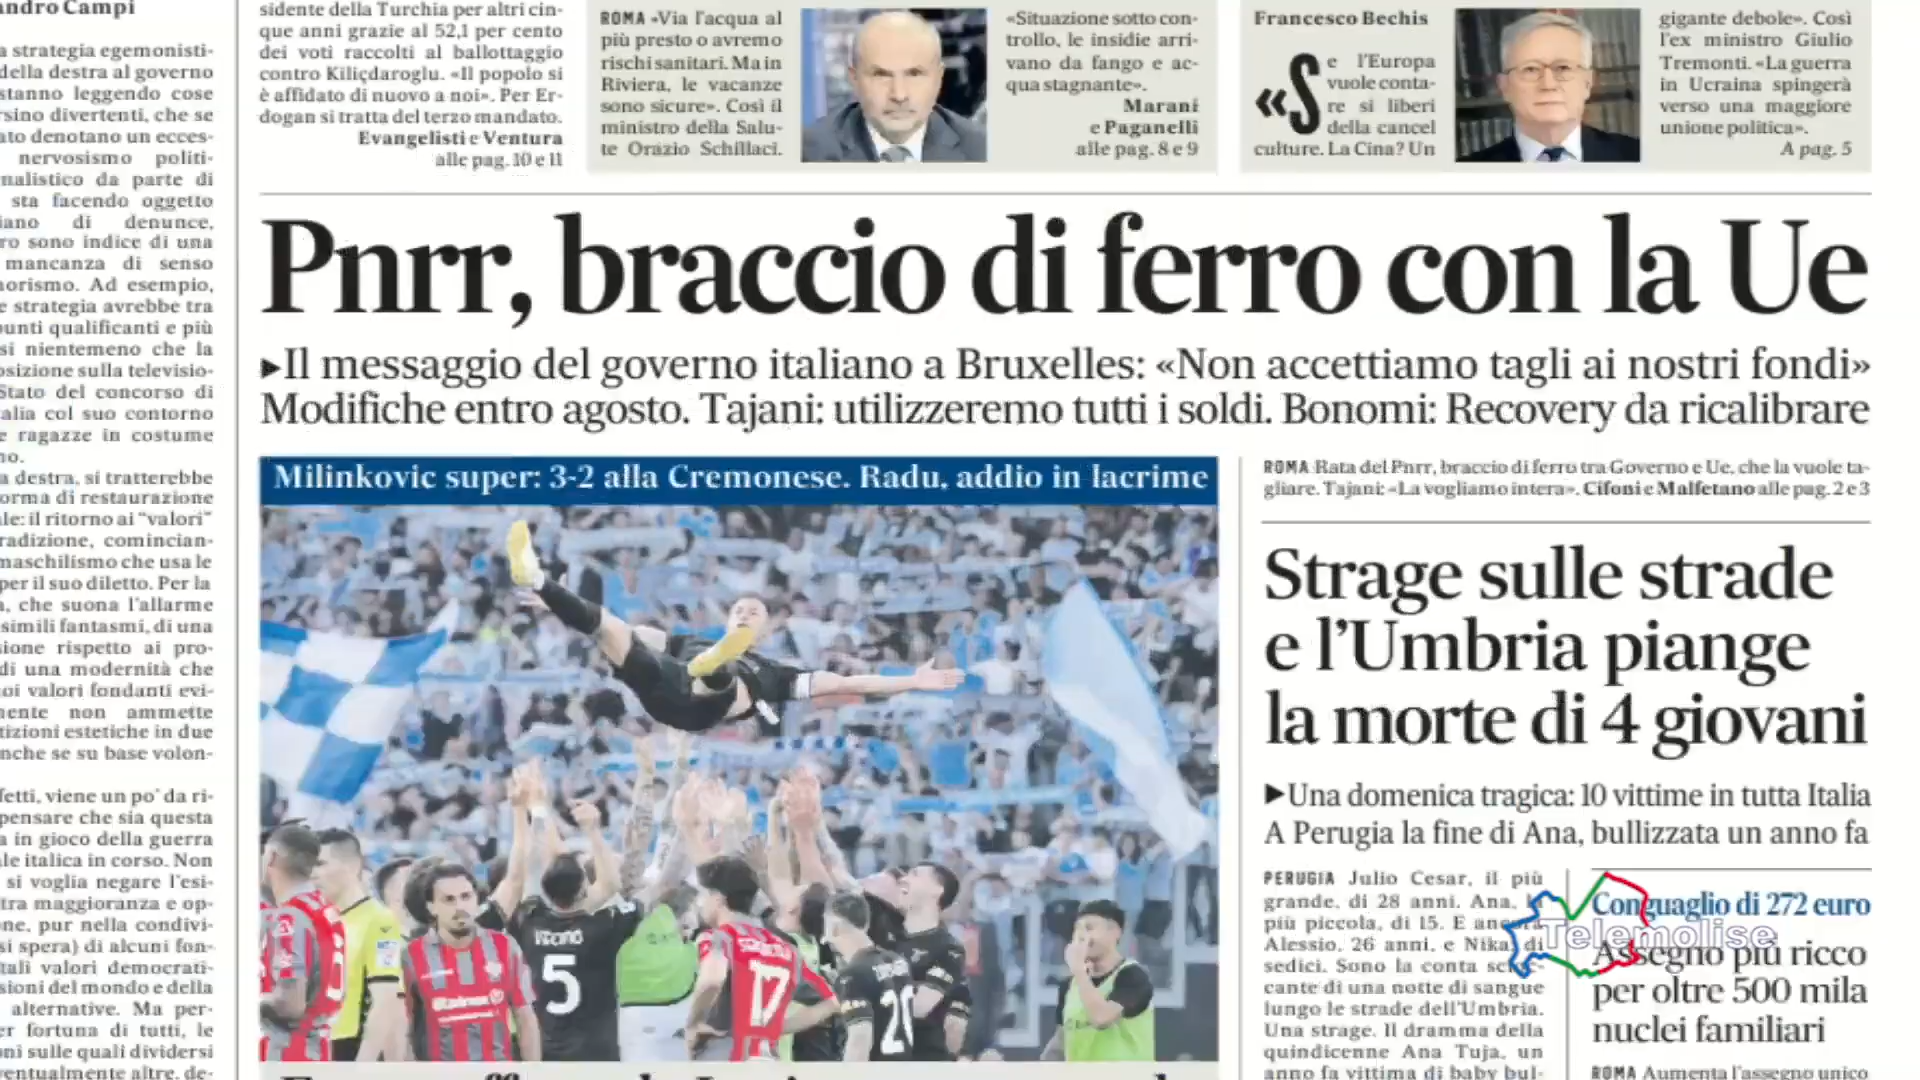 andro Campi
a strategia egemonisti-
della destra al governo
stanno leggendo cose
rsino divertenti, che se
ato denotano un ecces-
nervosismo politi-
nalistico da parte di
sta facendo oggetto
iano di denunce,
ro sono indice di una
mancanza di senso
norismo. Ad esempio,
e strategia avrebbe tra
punti qualificanti e più
si nientemeno che la
osizione sulla televisio-
Stato del concorso di
alia col suo contorno
e ragazze in costume
no.
a destra, si tratterebbe
orma di restaurazione
le: il ritorno ai "valori"
radizione, comincian-
maschilismo che usa le
per il suo diletto. Per la
a, che suona l'allarme
simili fantasmi, di una
sione rispetto ai pro-
di una modernità che
oi valori fondanti evi-
mente non ammette
tizioni estetiche in due
nche se su base volon-
fetti, viene un po' da ri-
pensare che sia questa
a in gioco della guerra
le italica in corso. Non
si voglia negare l'esi-
tra maggioranza e op-
ne, pur nella condivi-
si spera) di alcuni fon-
tali valori democrati-
sioni del mondo e della
alternative. Ma per-
er fortuna di tutti, le
oni sulle quali dividersi
ventualmente altre, de-
sidente della Turchia per altri cin-
que anni grazie al 52,1 per cento
dei voti raccolti al ballottaggio
contro Kiliçdaroglu. «Il popolo si
è affidato di nuovo a noi». Per Er-
dogan si tratta del terzo mandato.
Evangelisti e Ventura
alle pag. 10 e 11
ROMA «Via l'acqua al
più presto o avremo
rischi sanitari. Ma in
Riviera, le vacanze
sono sicure». Così il
ministro della Salu-
te Orazio Schillaci.
«Situazione sotto con-
trollo, le insidie arri-
vano da fango e ac-
qua stagnante».
Marani
e Paganelli
alle pag. 8 e 9
Francesco Bechis
«Se l'Europa
vuole conta-
re si liberi
della cancel
culture. La Cina? Un
gigante debole». Così
l'ex ministro Giulio
Tremonti. «La guerra
in Ucraina spingerà
verso una maggiore
unione politica».
A pag. 5
Pnrr, braccio di ferro con la Ue
►Il messaggio del governo italiano a Bruxelles: «Non accettiamo tagli ai nostri fondi»
Modifiche entro agosto. Tajani: utilizzeremo tutti i soldi. Bonomi: Recovery da ricalibrare
Milinkovic super: 3-2 alla Cremonese. Radu, addio in lacrime
VECINO
5
17
20
ROMA Rata del Pnrr, braccio di ferro tra Governo e Ue, che la vuole ta-
gliare. Tajani: «La vogliamo intera». Cifoni e Malfetano alle pag. 2 e 3
Strage sulle strade
e l'Umbria piange
la morte di 4 giovani
►Una domenica tragica: 10 vittime in tutta Italia
A Perugia la fine di Ana, bullizzata un anno fa
PERUGIA Julio Cesar, il più
grande, di 28 anni. Ana, la
più piccola, di 15. E ancora
Alessio, 26 anni, e Nika, di
sedici. Sono la conta
cante di una notte di sangue
lungo le strade dell'Umbria.
Una strage. Il dramma della
quindicenne Ana Tuja, un
anno fa vittima di baby bul-
Conguaglio di 272 euro
Assegno più ricco
per oltre 500 mila
nuclei familiari
ROMA Aumenta l'assegno unico
Telemolise